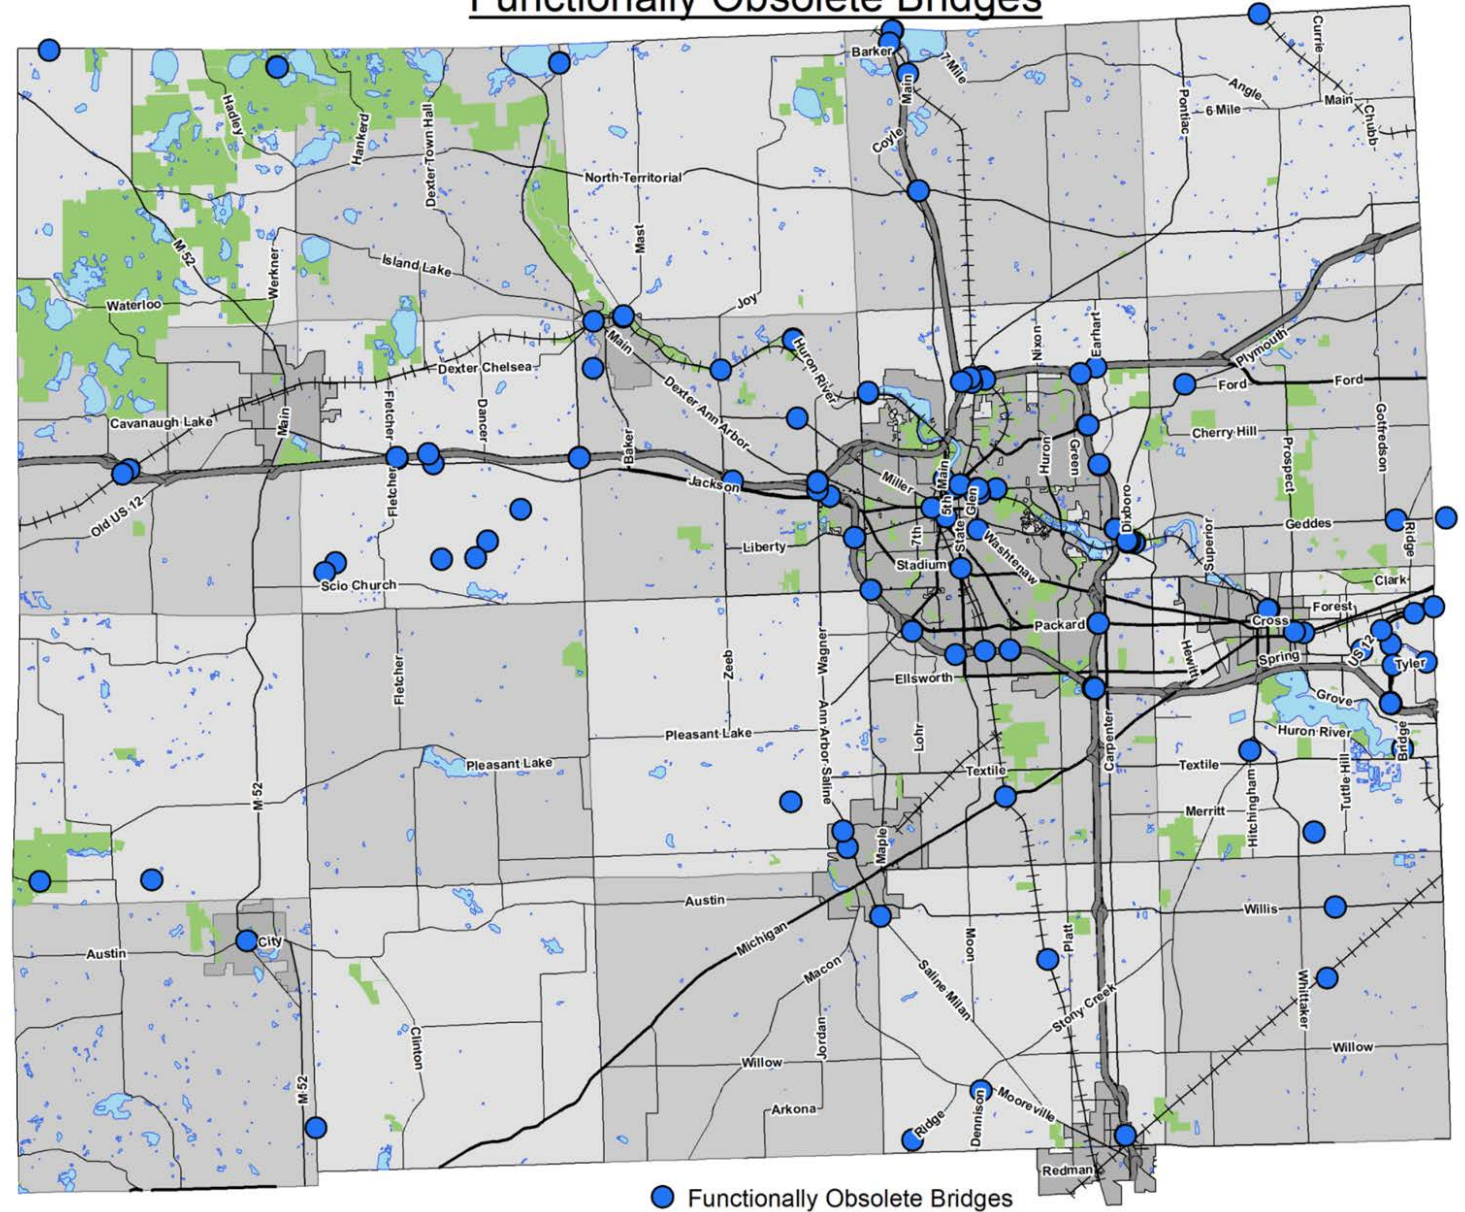 Functionally Obsolete Bridges
Barker
7-Mile
Currie
Main
Angle
Pontiac
6 Mile
Main
Chubb
Hadley
Hankerd
Dexter-Town Hall
Coyle
North-Territorial
M 52
Werkner
Mast
Island Lake
Waterloo
Joy
Main
Huron-River
Nixon
Earhart
Plymouth
Dexter Chelsea
Ford
Ford
Dexter Ann Arbor
Cavanaugh Lake
Main
Fletcher
Dancer
Baker
Cherry Hill
Gotfredson
Prospect
Huron
Green
Miller
Main
5th
Glen
Jackson
Fletcher
Old US 12
Dixboro
Superior
Geddes
Ridge
Liberty
7th
State
Washtenaw
Stadium
Scio Church
Clark
Forest
Cross
Packard
Spring
US 12
Tyler
Hewitt
Fletcher
Zeeb
Wagner
Ellsworth
Grove
Ann Arbor-Saline
Lohr
Carpenter
Huron River
Bridge
Pleasant Lake
Pleasant Lake
Textile
Textile
Tuttle Hill
M 52
Hitchingham
Merritt
Maple
Austin
Willis
Austin
City
Michigan
Moon
Platt
Macon
Saline Milan
Stony Creek
Whittaker
Clinton
Jordan
Willow
Willow
M-52
Arkona
Ridge
Dennison
Mooreville
Redman
Functionally Obsolete Bridges